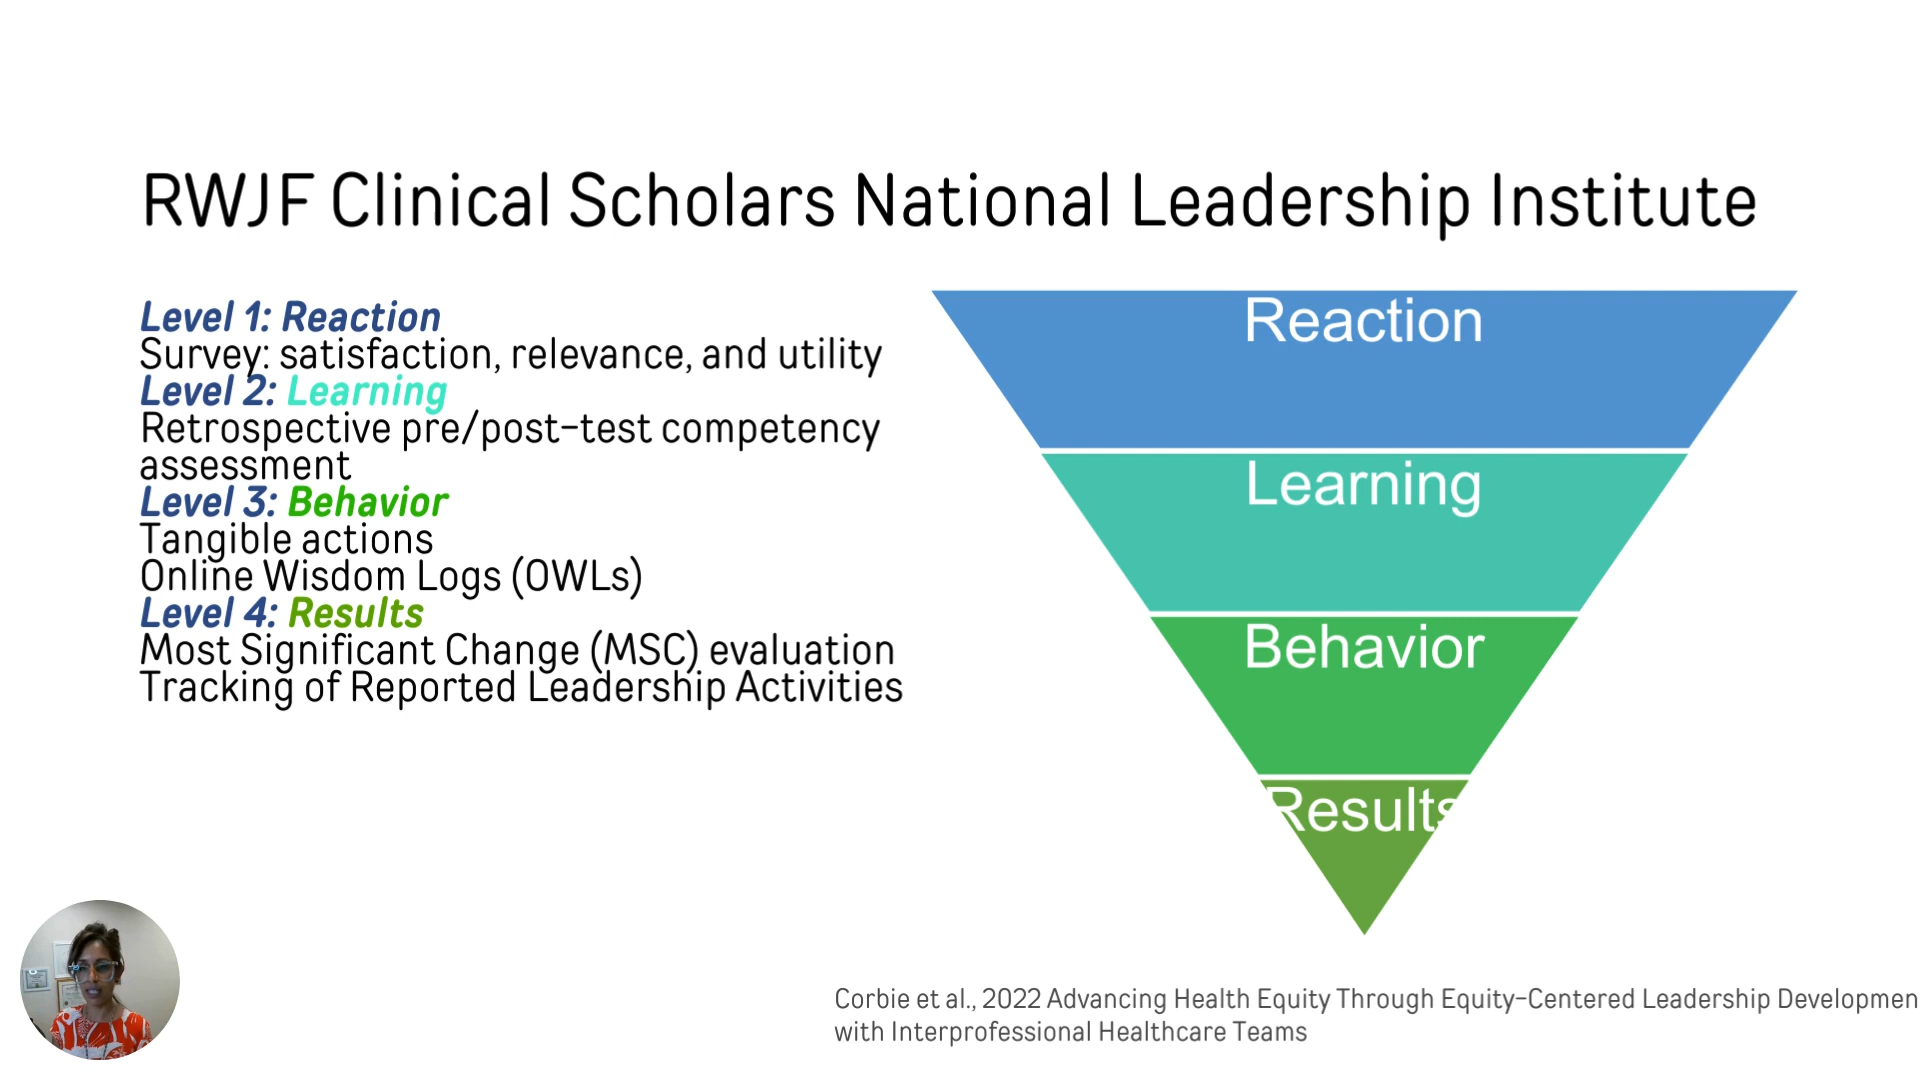 RWJF Clinical Scholars National Leadership Institute
Level 1: Reaction
Survey: satisfaction, relevance, and utility
Level 2: Learning
Retrospective pre/post-test competency
assessment
Level 3: Behavior
Tangible actions
Online Wisdom Logs (OWLs)
Level 4: Results
Most Significant Change (MSC) evaluation
Tracking of Reported Leadership Activities
Reaction
Learning
Behavior
Results
Corbie et al., 2022 Advancing Health Equity Through Equity-Centered Leadership Developmen
with Interprofessional Healthcare Teams